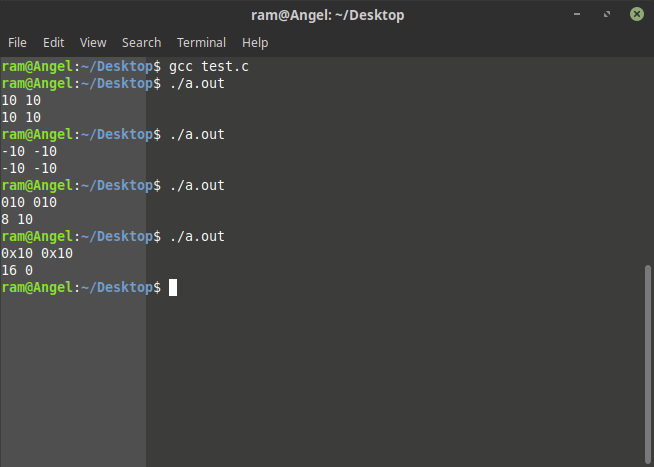 ram@Angel: ~/Desktop
File Edit View Search Terminal Help
ram@Angel:~/Desktop$ gcc test.c
ram@Angel:~/Desktop$ ./a.out
10 10
10 10
ram@Angel:~/Desktop$ ./a.out
-10 -10
-10 -10
ram@Angel:~/Desktop$ ./a.out
010 010
8 10
ram@Angel:~/Desktop$ ./a.out
0x10 0x10
16 0
ram@Angel:~/Desktop$